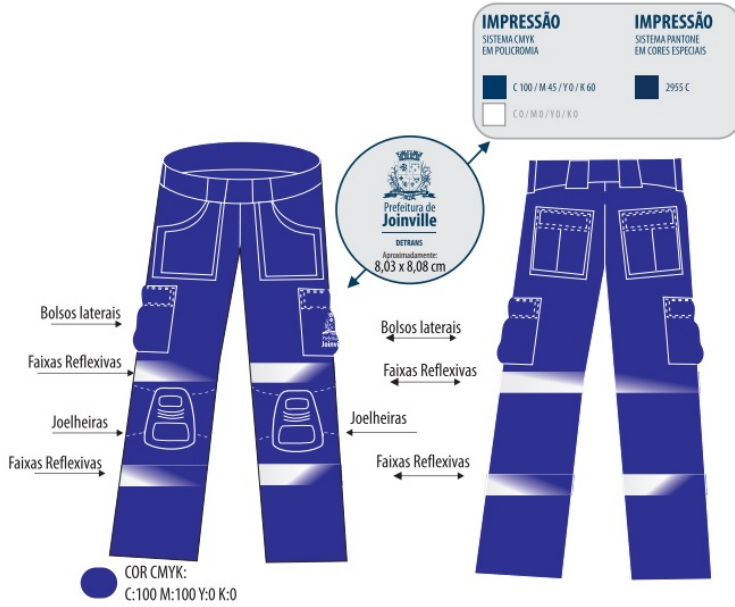 IMPRESSÃO
SISTEMA CMYK
EM POLICROMIA
C 100 / M 45 / Y 0 / K 60
C 0 / M 0 / Y 0 / K 0
IMPRESSÃO
SISTEMA PANTONE
EM CORES ESPECIAIS
2955 C
Prefeitura de
Joinville
DETRANS
Aproximadamente:
8,03 x 8,08 cm
Bolsos laterais
Faixas Reflexivas
Joelheiras
Faixas Reflexivas
Bolsos laterais
Faixas Reflexivas
Joelheiras
Faixas Reflexivas
COR CMYK:
C:100 M:100 Y:0 K:0